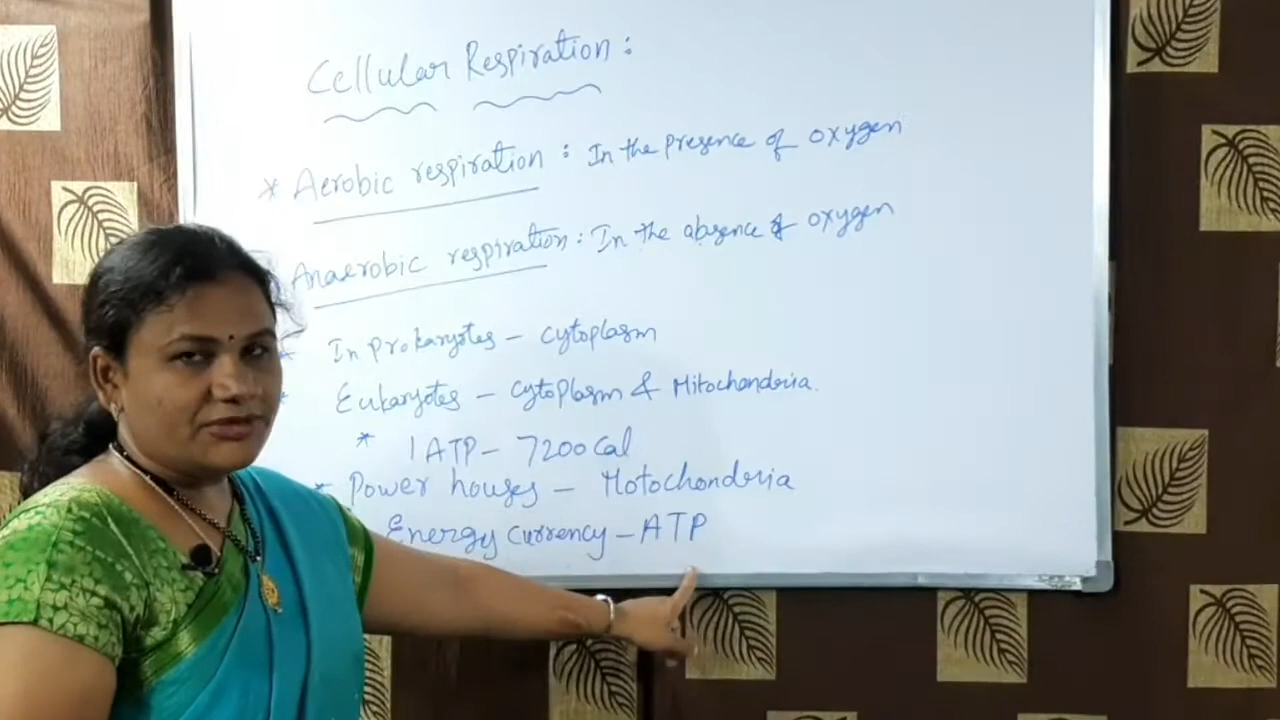 Cellular Respiration :
* Aerobic respiration : In the presence of oxygen
Anaerobic respiration : In the absence of oxygen
* In prokaryotes - cytoplasm
* Eukaryotes - cytoplasm & Mitochondria.
* 1 ATP - 7200 Cal
* Power houses - Motochondria
Energy currency - ATP